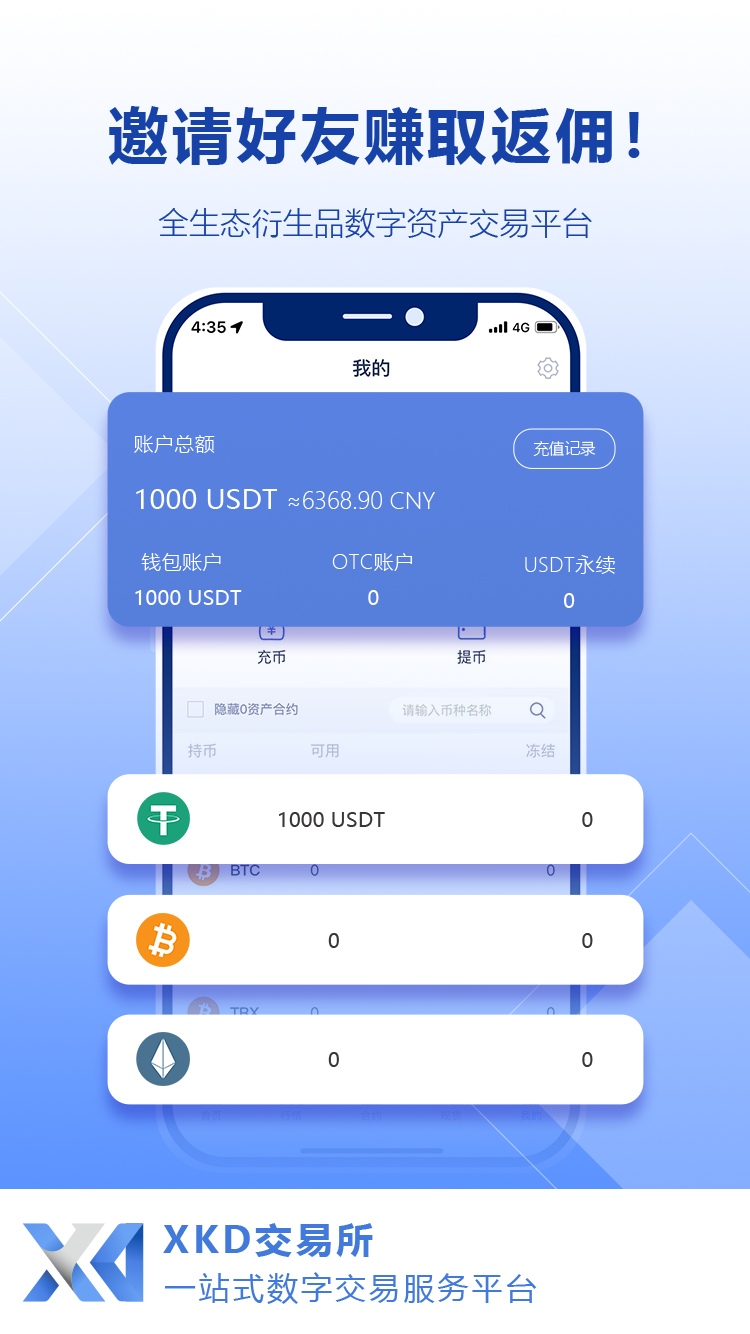 邀请好友赚取返佣！
全生态衍生品数字资产交易平台
4:35
4G
我的
账户总额
充值记录
1000 USDT ≈6368.90 CNY
钱包账户 OTC账户 USDT永续
1000 USDT 0 0
¥
充币 提币
隐藏0资产合约 请输入币种名称
持币 可用 冻结
1000 USDT 0
BTC 0 0
0 0
TRX 0 0
0 0
XKD交易所
一站式数字交易服务平台